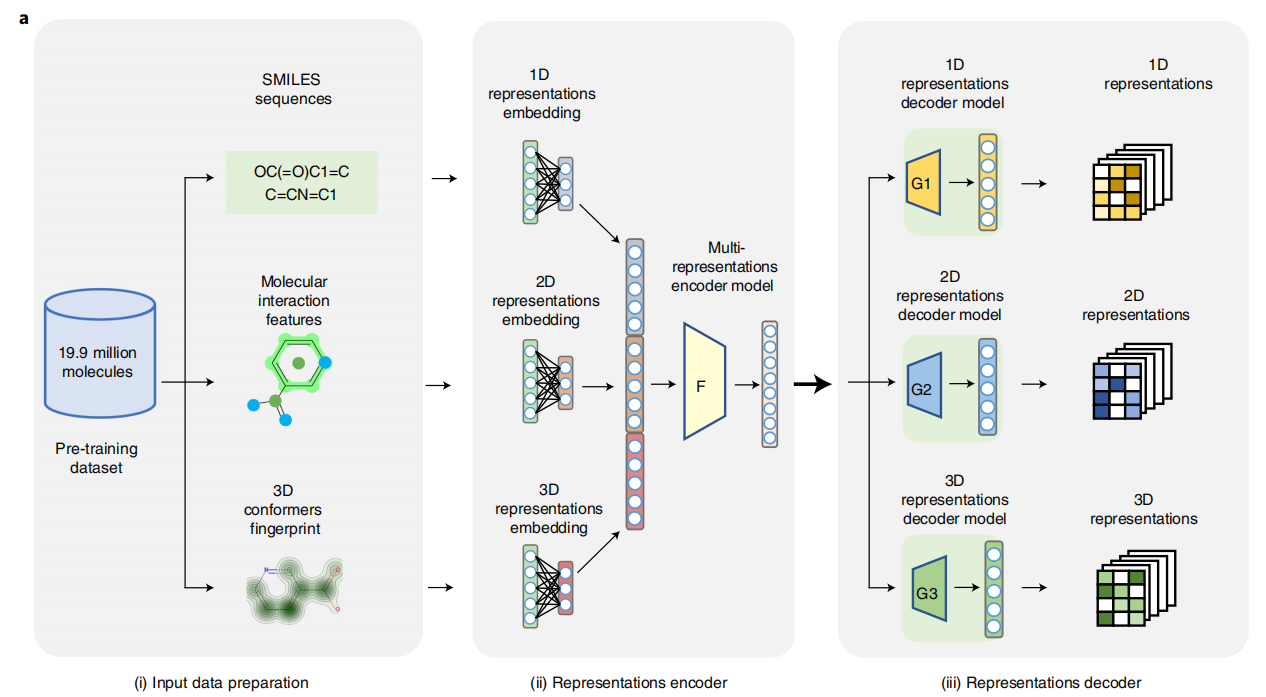 a
SMILES
sequences
OC(=O)C1=C
C=CN=C1
Molecular
interaction
features
19.9 million
molecules
Pre-training
dataset
3D
conformers
fingerprint
N
O
O
(i) Input data preparation
1D
representations
embedding
2D
representations
embedding
3D
representations
embedding
Multi-
representations
encoder model
F
(ii) Representations encoder
1D
representations
decoder model
G1
1D
representations
2D
representations
decoder model
G2
2D
representations
3D
representations
decoder model
G3
3D
representations
(iii) Representations decoder